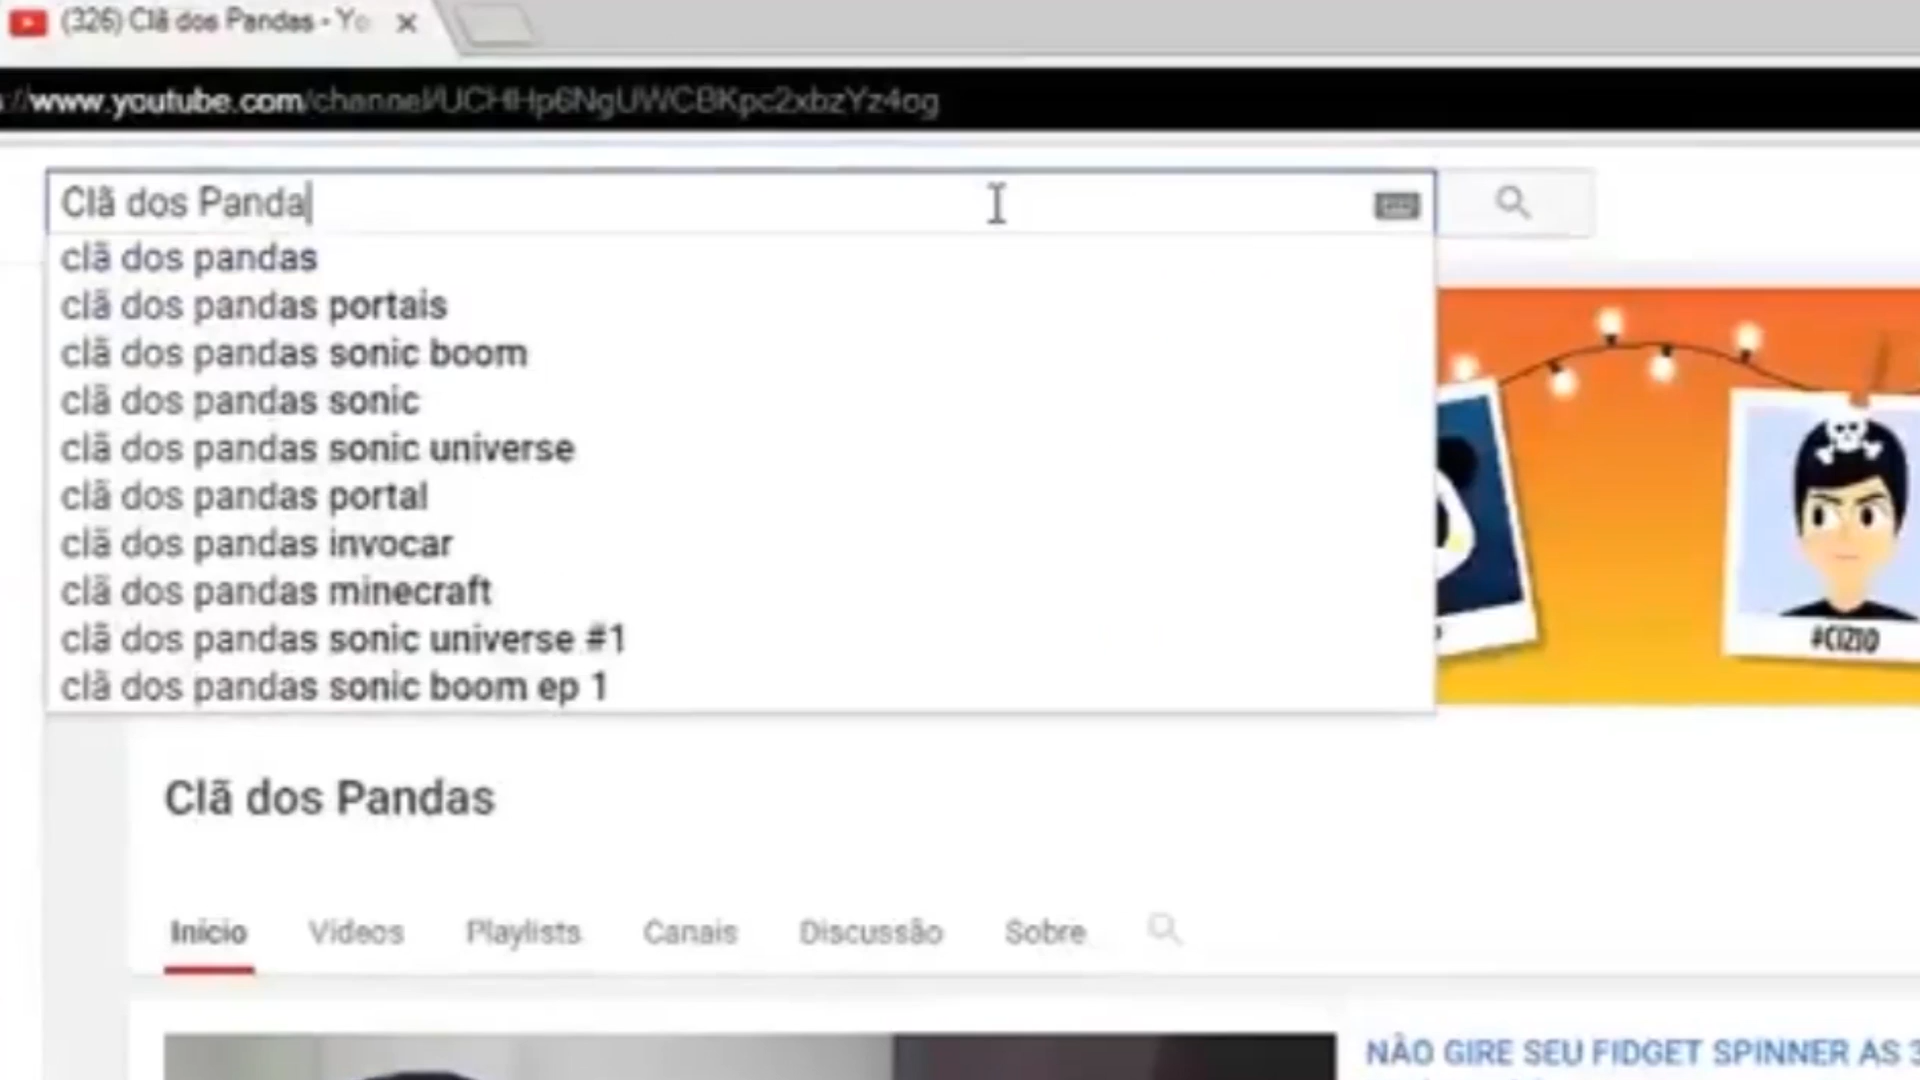 (326) Clã dos Pandas - Yo
//www.youtube.com/channel/UCHHp6NgUWCBKpc2xbzYz4og
Clã dos Panda
clã dos pandas
clã dos pandas portais
clã dos pandas sonic boom
clã dos pandas sonic
clã dos pandas sonic universe
clã dos pandas portal
clã dos pandas invocar
clã dos pandas minecraft
clã dos pandas sonic universe #1
clã dos pandas sonic boom ep 1
#CIZIO
Clã dos Pandas
Início Vídeos Playlists Canais Discussão Sobre
NÃO GIRE SEU FIDGET SPINNER AS 3